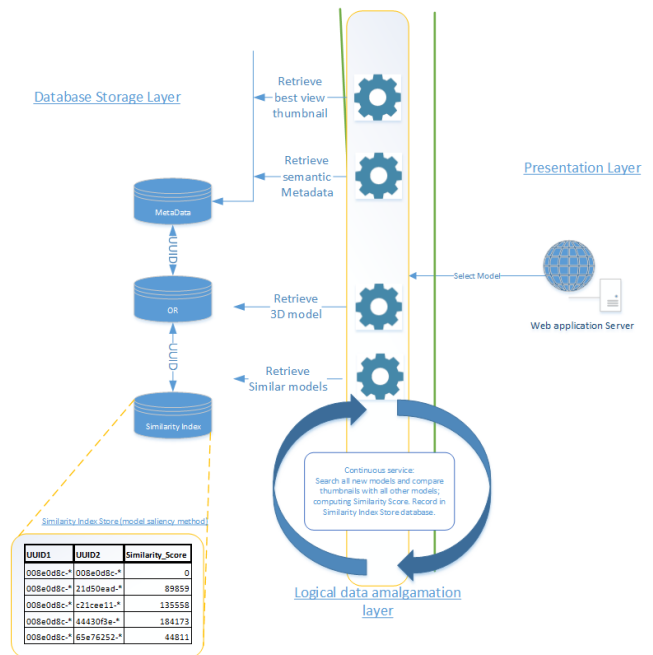 Database Storage Layer
Retrieve
best view
thumbnail
Retrieve
semantic
Metadata
Presentation Layer
MetaData
UUID
Select Model
OR
Retrieve
3D model
Web application Server
UUID
Retrieve
Similar models
Similarity Index
Continuous service:
Search all new models and compare
thumbnails with all other models;
computing Similarity Score. Record in
Similarity Index Store database.
Similarity Index Store (model saliency method)
UUID1 UUID2 Similarity_Score
008e0d8c-* 008e0d8c-* 0
008e0d8c-* 21d50ead-* 89859
008e0d8c-* c21cee11-* 135558
008e0d8c-* 44430f3e-* 184173
008e0d8c-* 65e76252-* 44811
Logical data amalgamation
layer